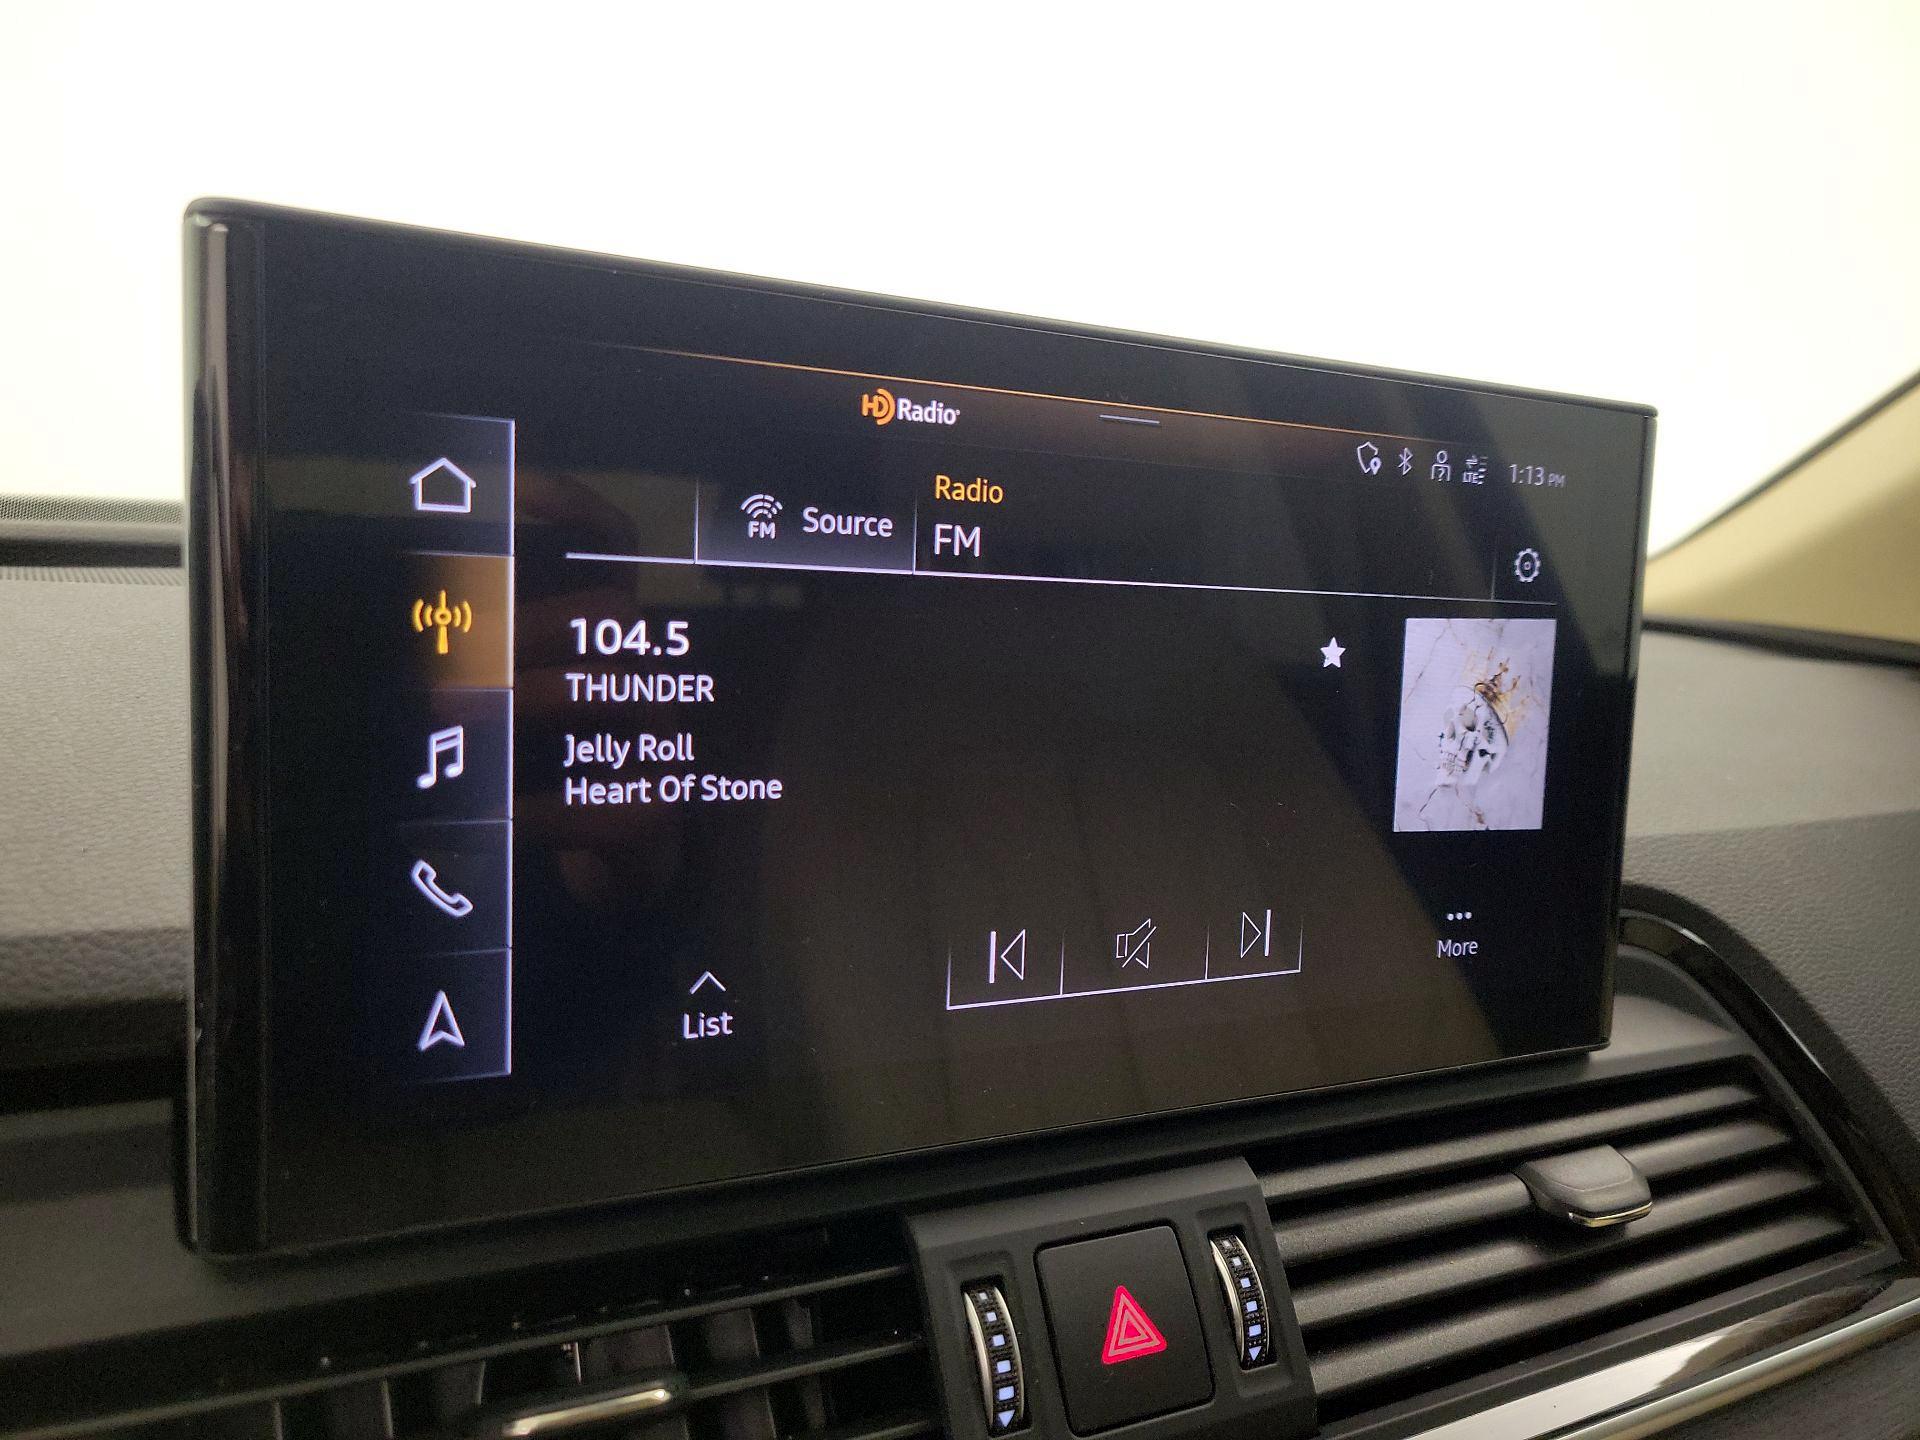 HD Radio
LTE
1:13 PM
FM
Source
Radio
FM
104.5
THUNDER
Jelly Roll
Heart Of Stone
List
... More